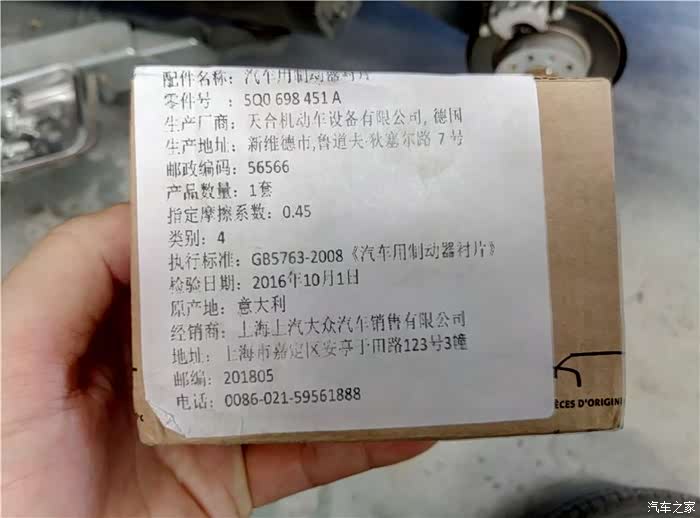 配件名称：汽车用制动器衬片
零件号 ：5Q0 698 451 A
生产厂商：天合机动车设备有限公司, 德国
生产地址：新维德市,鲁道夫·狄塞尔路 7 号
邮政编码：56566
产品数量：1套
指定摩擦系数：0.45
类别：4
执行标准：GB5763-2008《汽车用制动器衬片》
检验日期：2016年10月1日
原产地：意大利
经销商：上海上汽大众汽车销售有限公司
地址：上海市嘉定区安亭于田路123号3幢
邮编：201805
电话：0086-021-59561888
ÈCES D'ORIGIN
汽车之家